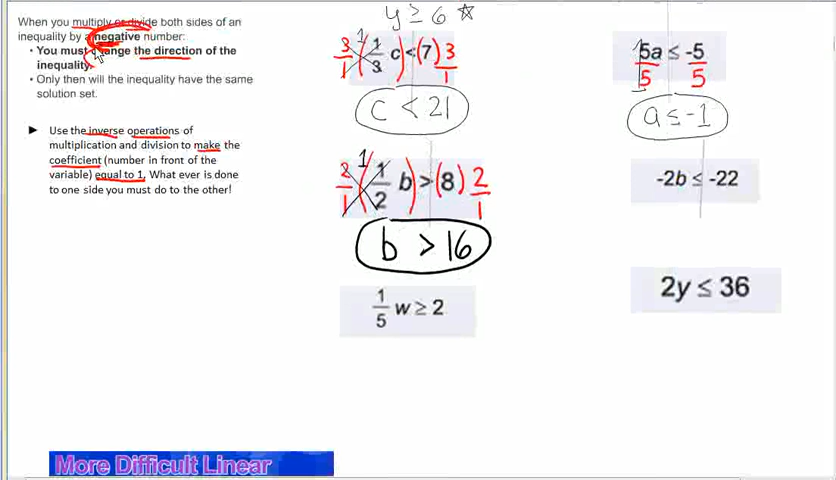 When you multiply or divide both sides of an
inequality by a negative number:
• You must change the direction of the
inequality.
• Only then will the inequality have the same
solution set.
► Use the inverse operations of
multiplication and division to make the
coefficient (number in front of the
variable) equal to 1. What ever is done
to one side you must do to the other!
y ≥ 6 ☆
3/1 (1/3 c) < (7) 3/1
1
c < 21
2/1 (1/2 b) > (8) 2/1
1
b > 16
1/5 w ≥ 2
1
5a/5 ≤ -5/5
a ≤ -1
-2b ≤ -22
2y ≤ 36
More Difficult Linear